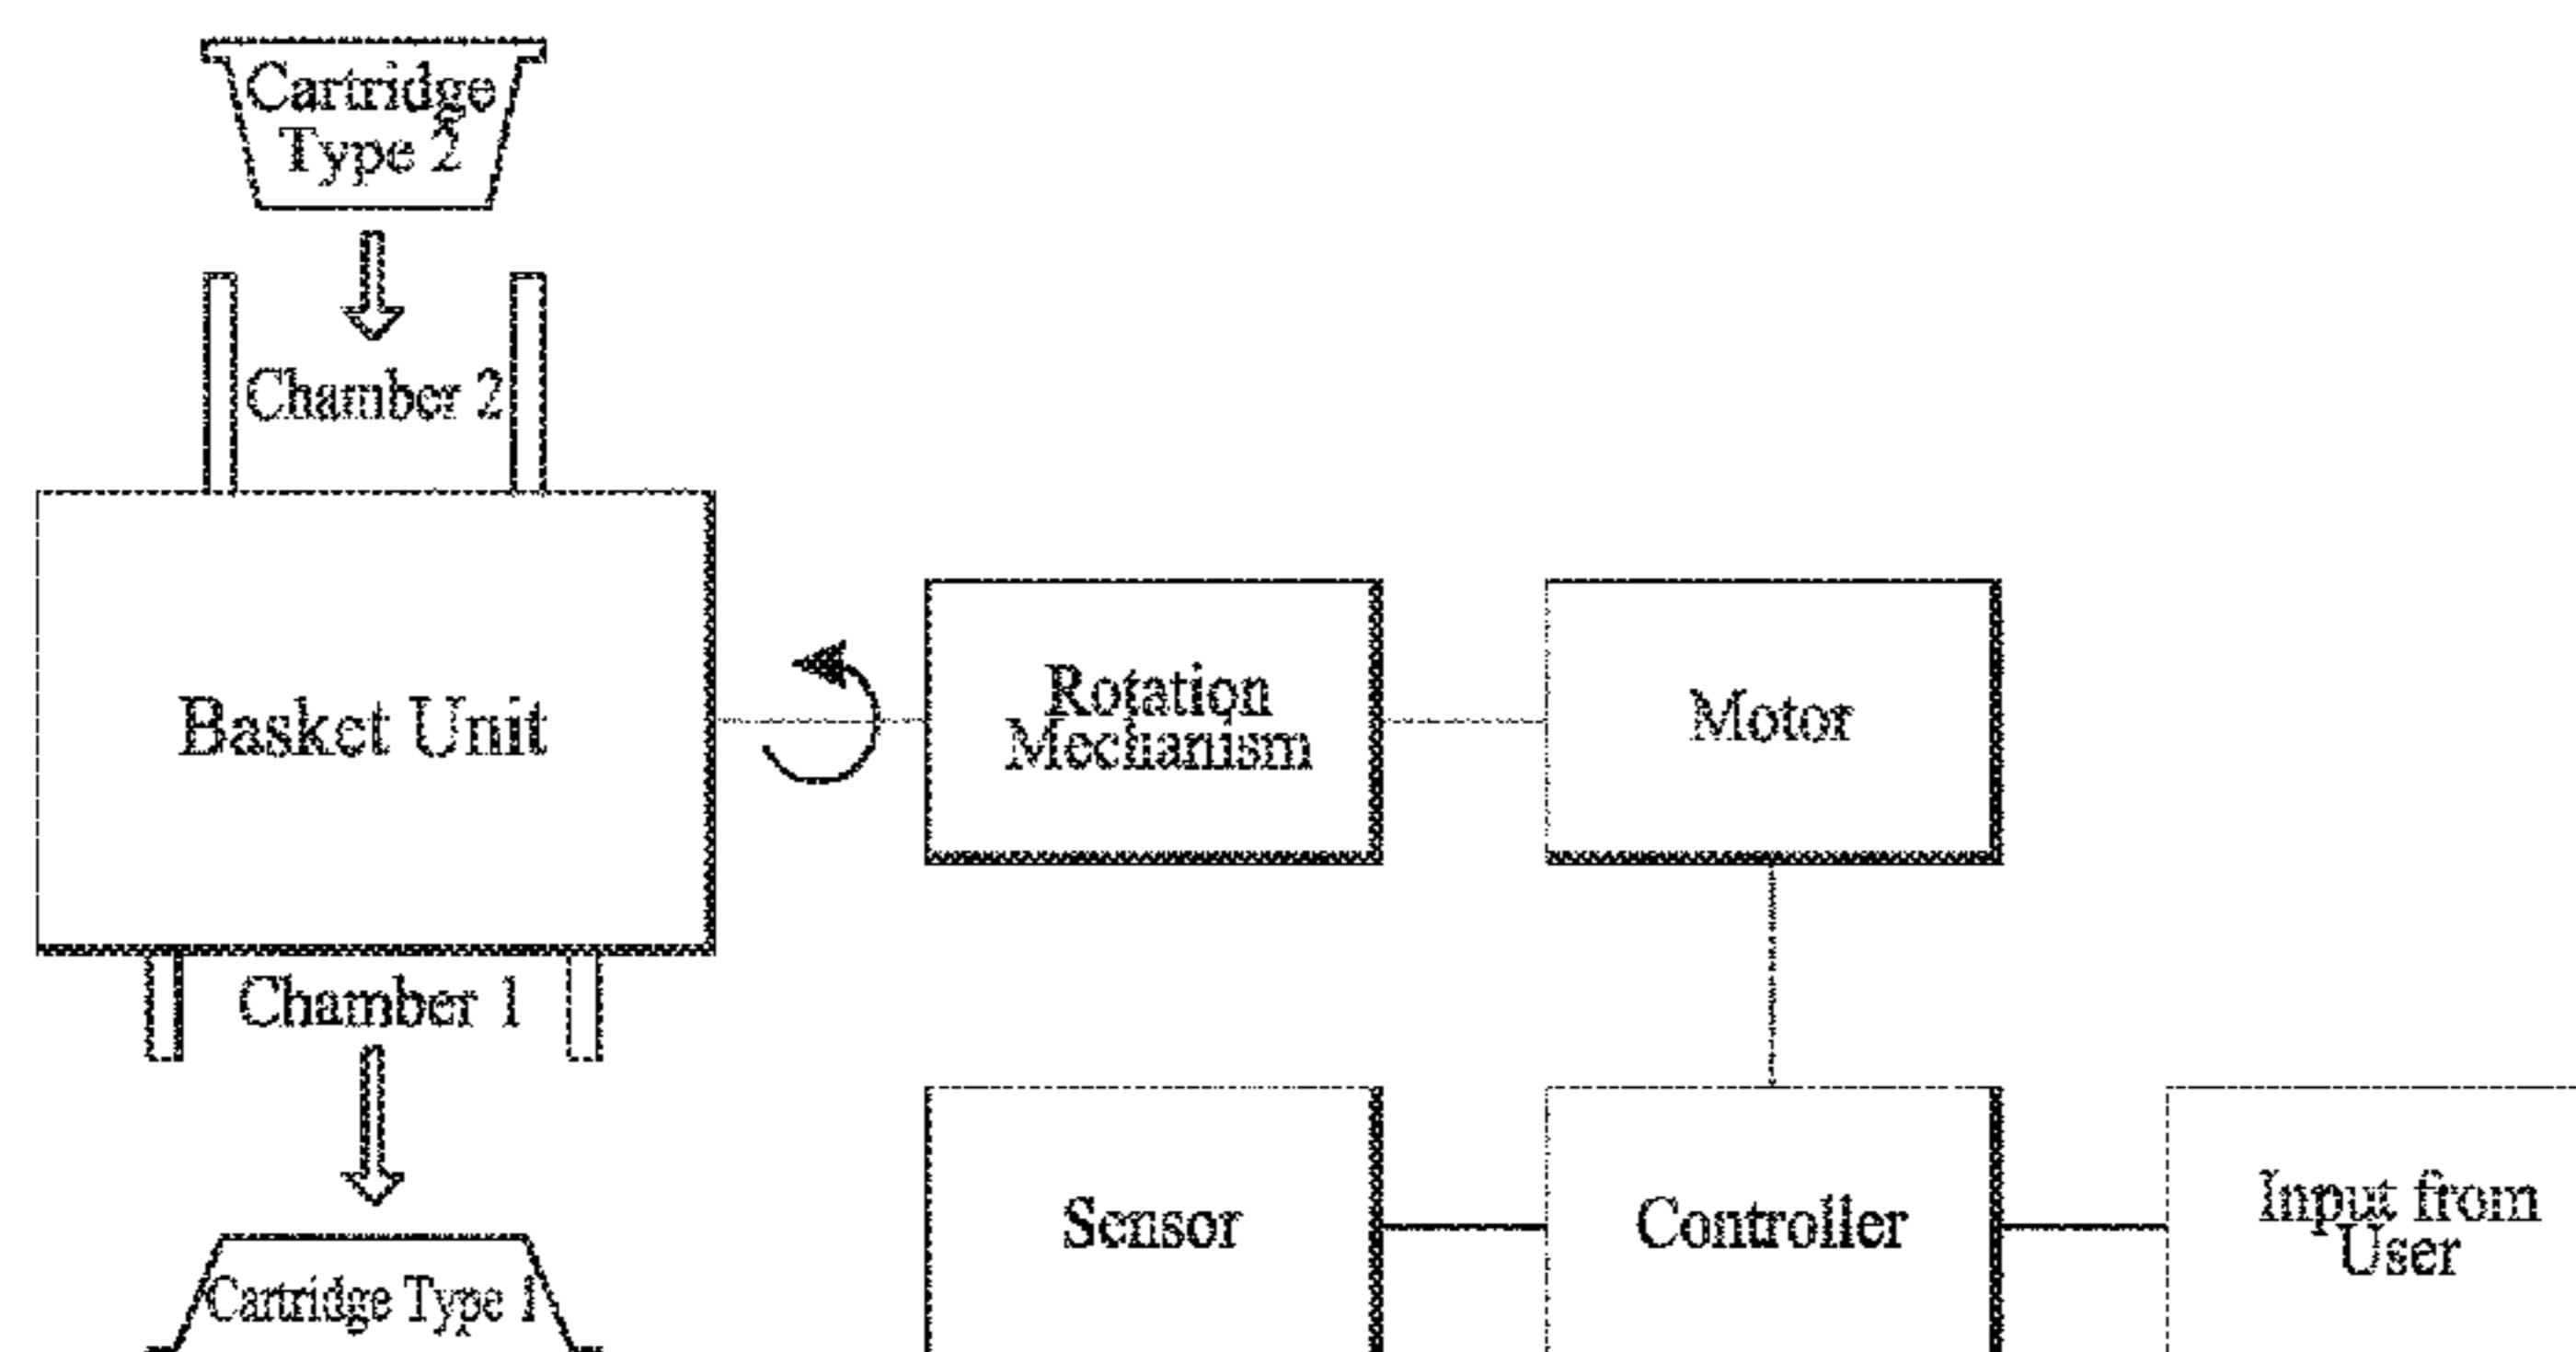 Cartridge
Type 2
Chamber 2
Basket Unit
Rotation
Mechanism
Motor
Chamber 1
Sensor
Controller
Input from
User
Cartridge Type 1